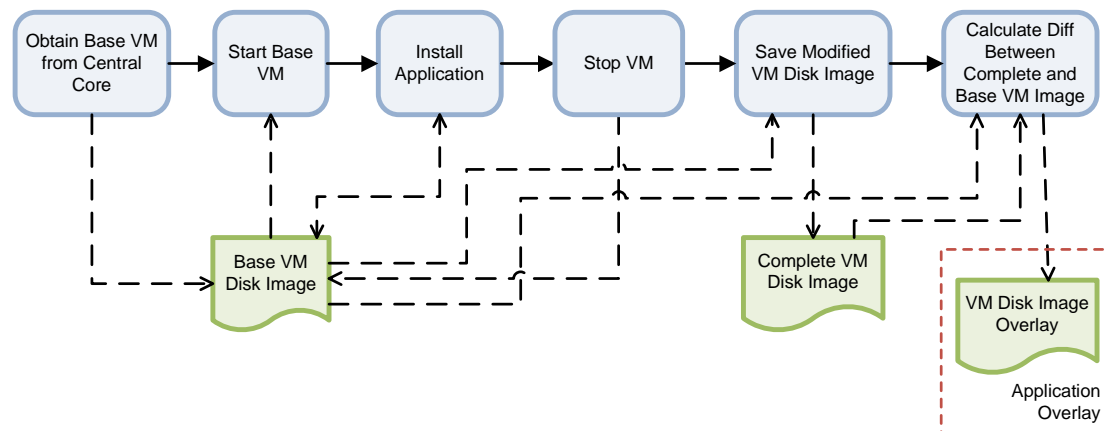 Obtain Base VM
from Central
Core
Start Base
VM
Install
Application
Stop VM
Save Modified
VM Disk Image
Calculate Diff
Between
Complete and
Base VM Image
Base VM
Disk Image
Complete VM
Disk Image
VM Disk Image
Overlay
Application
Overlay